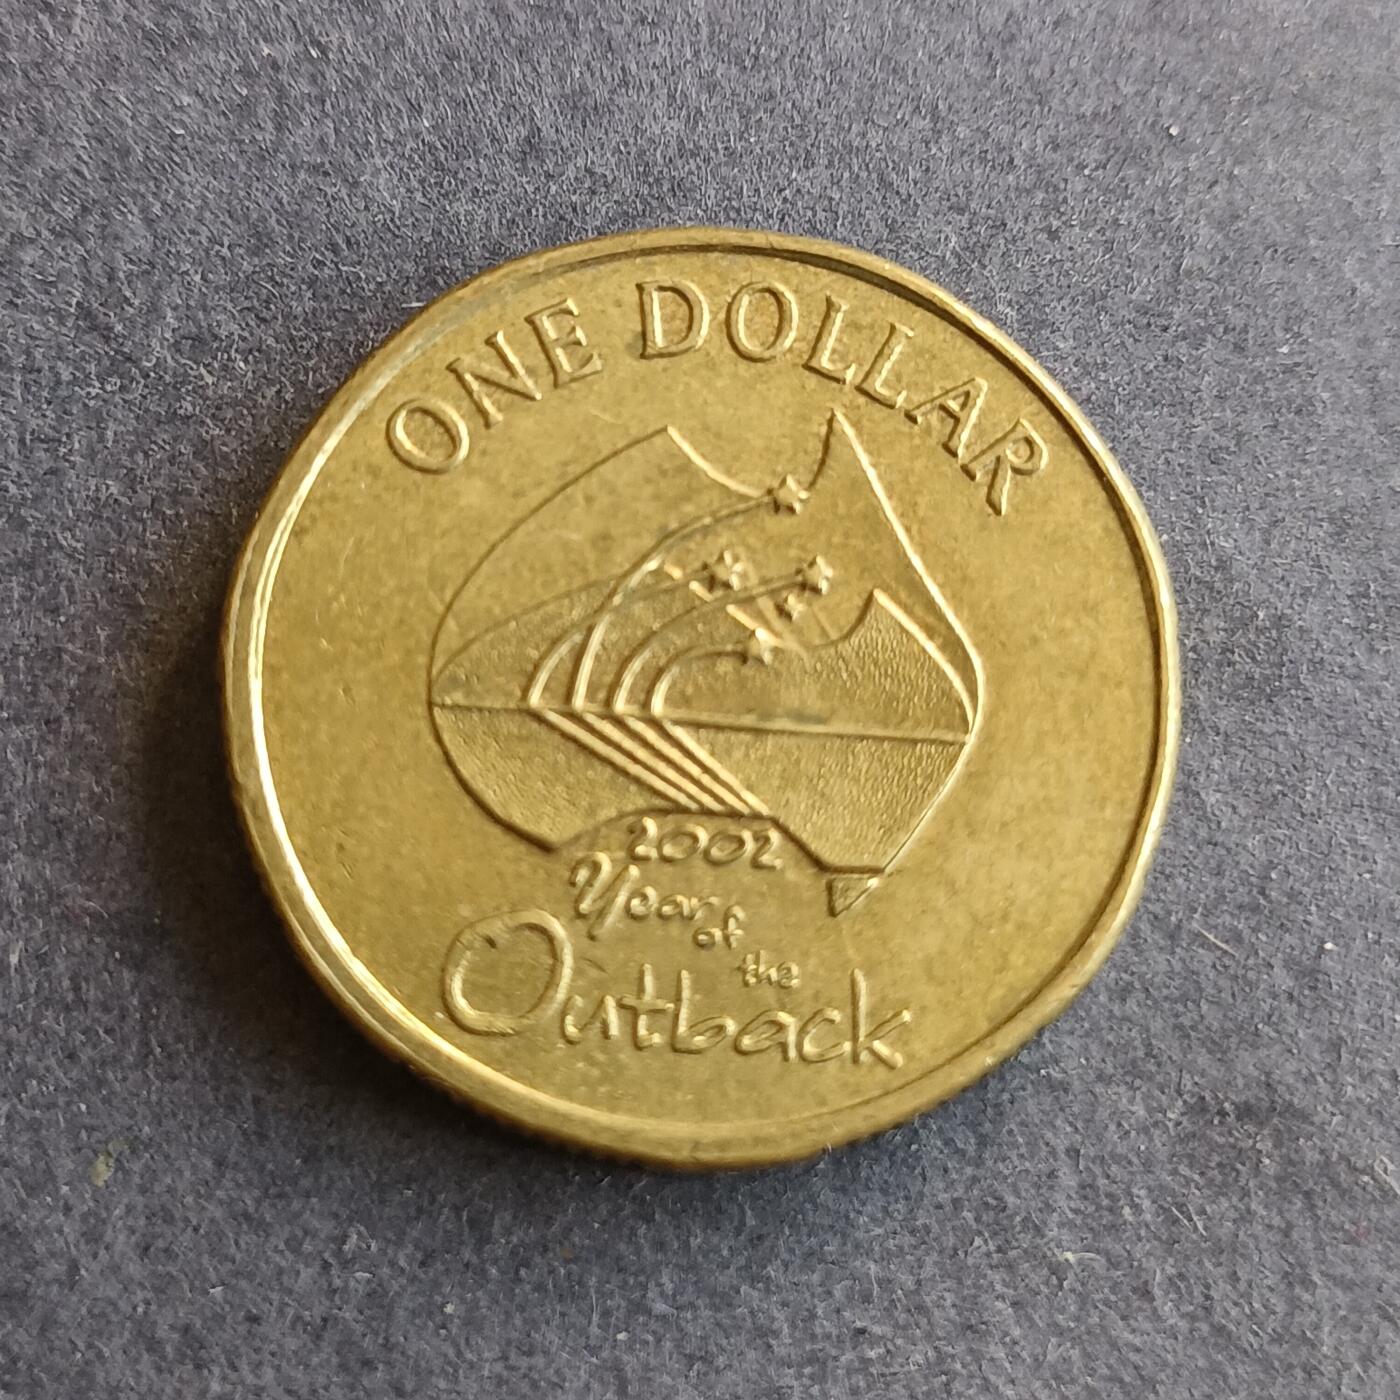 ONE DOLLAR
2002
Year
of
the
Outback